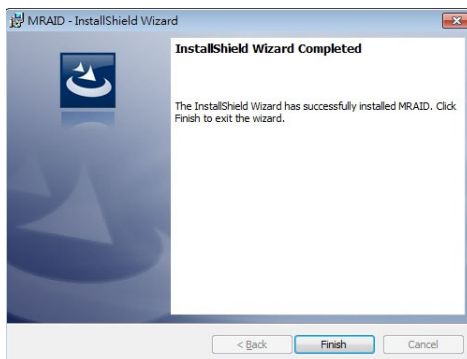 MRAID - InstallShield Wizard
InstallShield Wizard Completed
The InstallShield Wizard has successfully installed MRAID. Click
Finish to exit the wizard.
< Back
Finish
Cancel